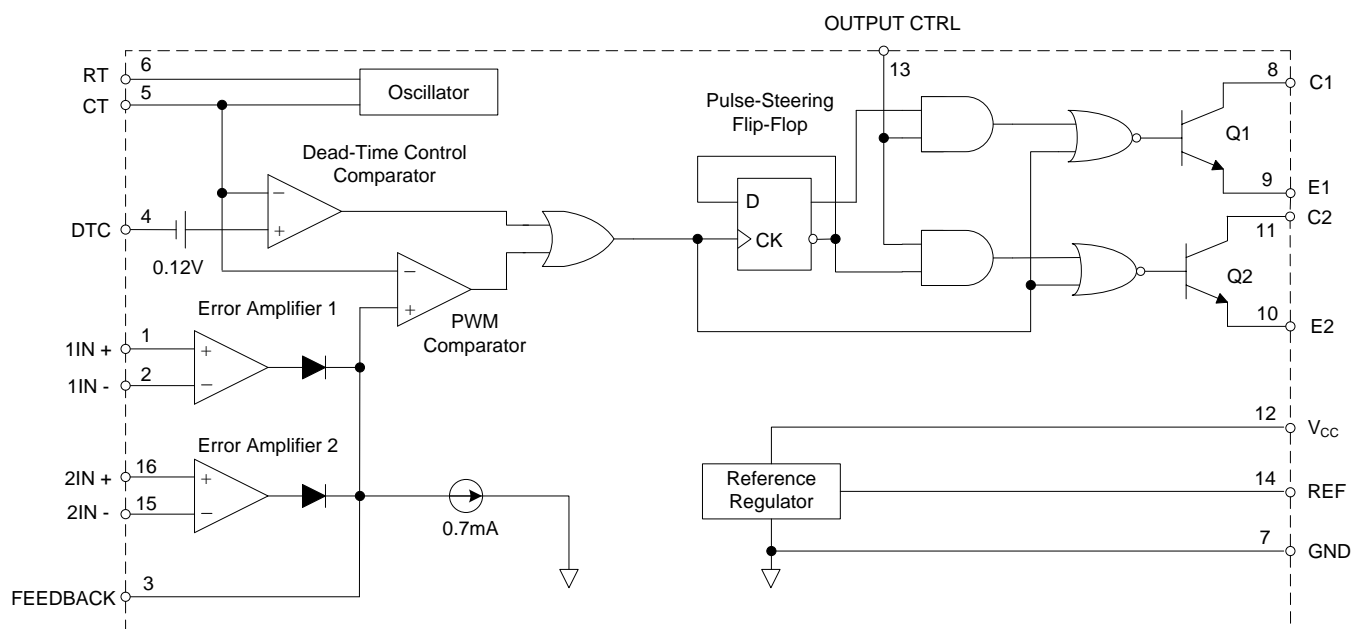 OUTPUT CTRL
13
RT
6
CT
5
Oscillator
Pulse-Steering
Flip-Flop
8
C1
Q1
9
E1
Dead-Time Control
Comparator
−
+
DTC
4
0.12V
D
CK
C2
11
Q2
10
E2
−
+
PWM
Comparator
Error Amplifier 1
1IN +
1
+
1IN -
2
−
Error Amplifier 2
2IN +
16
+
2IN -
15
−
0.7mA
12
VCC
Reference
Regulator
14
REF
7
GND
FEEDBACK
3